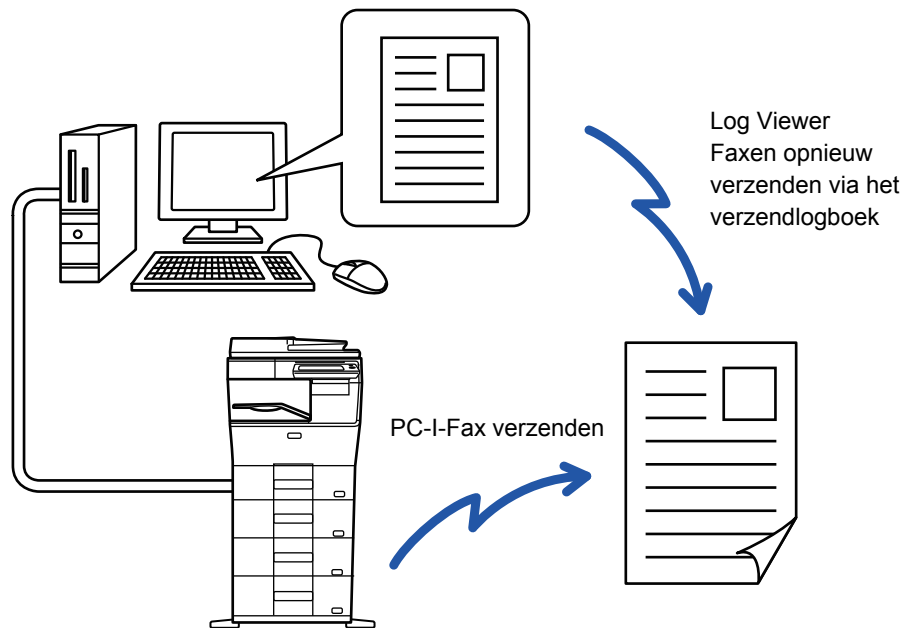 Log Viewer
Faxen opnieuw
verzenden via het
verzendlogboek
PC-I-Fax verzenden